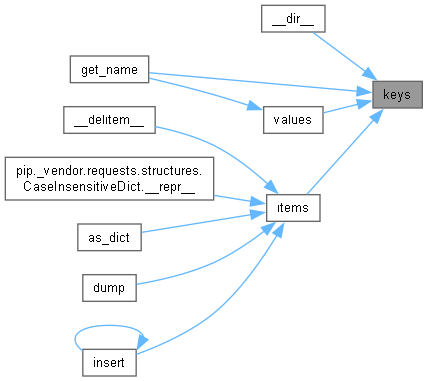 __dir__
get_name
keys
values
__delitem__
pip._vendor.requests.structures.
CaseInsensitiveDict.__repr__
items
as_dict
dump
insert